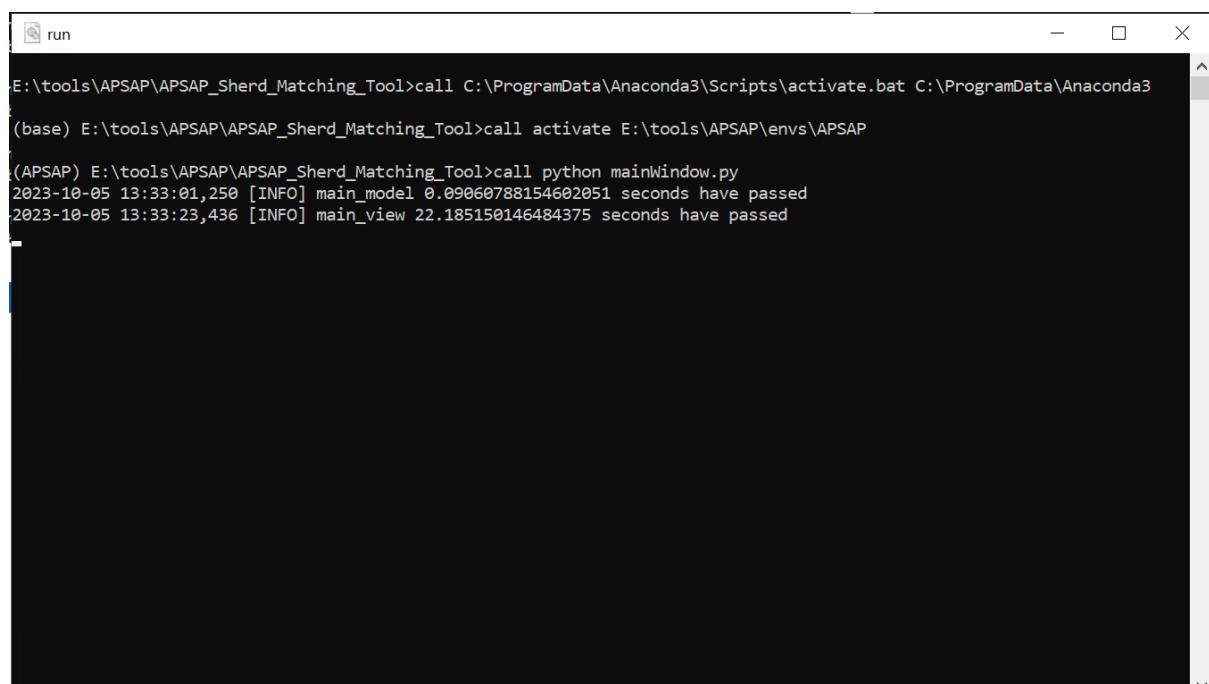 run
E:\tools\APSAP\APSAP_Sherd_Matching_Tool>call C:\ProgramData\Anaconda3\Scripts\activate.bat C:\ProgramData\Anaconda3
(base) E:\tools\APSAP\APSAP_Sherd_Matching_Tool>call activate E:\tools\APSAP\envs\APSAP
(APSAP) E:\tools\APSAP\APSAP_Sherd_Matching_Tool>call python mainWindow.py
2023-10-05 13:33:01,250 [INFO] main_model 0.09060788154602051 seconds have passed
2023-10-05 13:33:23,436 [INFO] main_view 22.185150146484375 seconds have passed